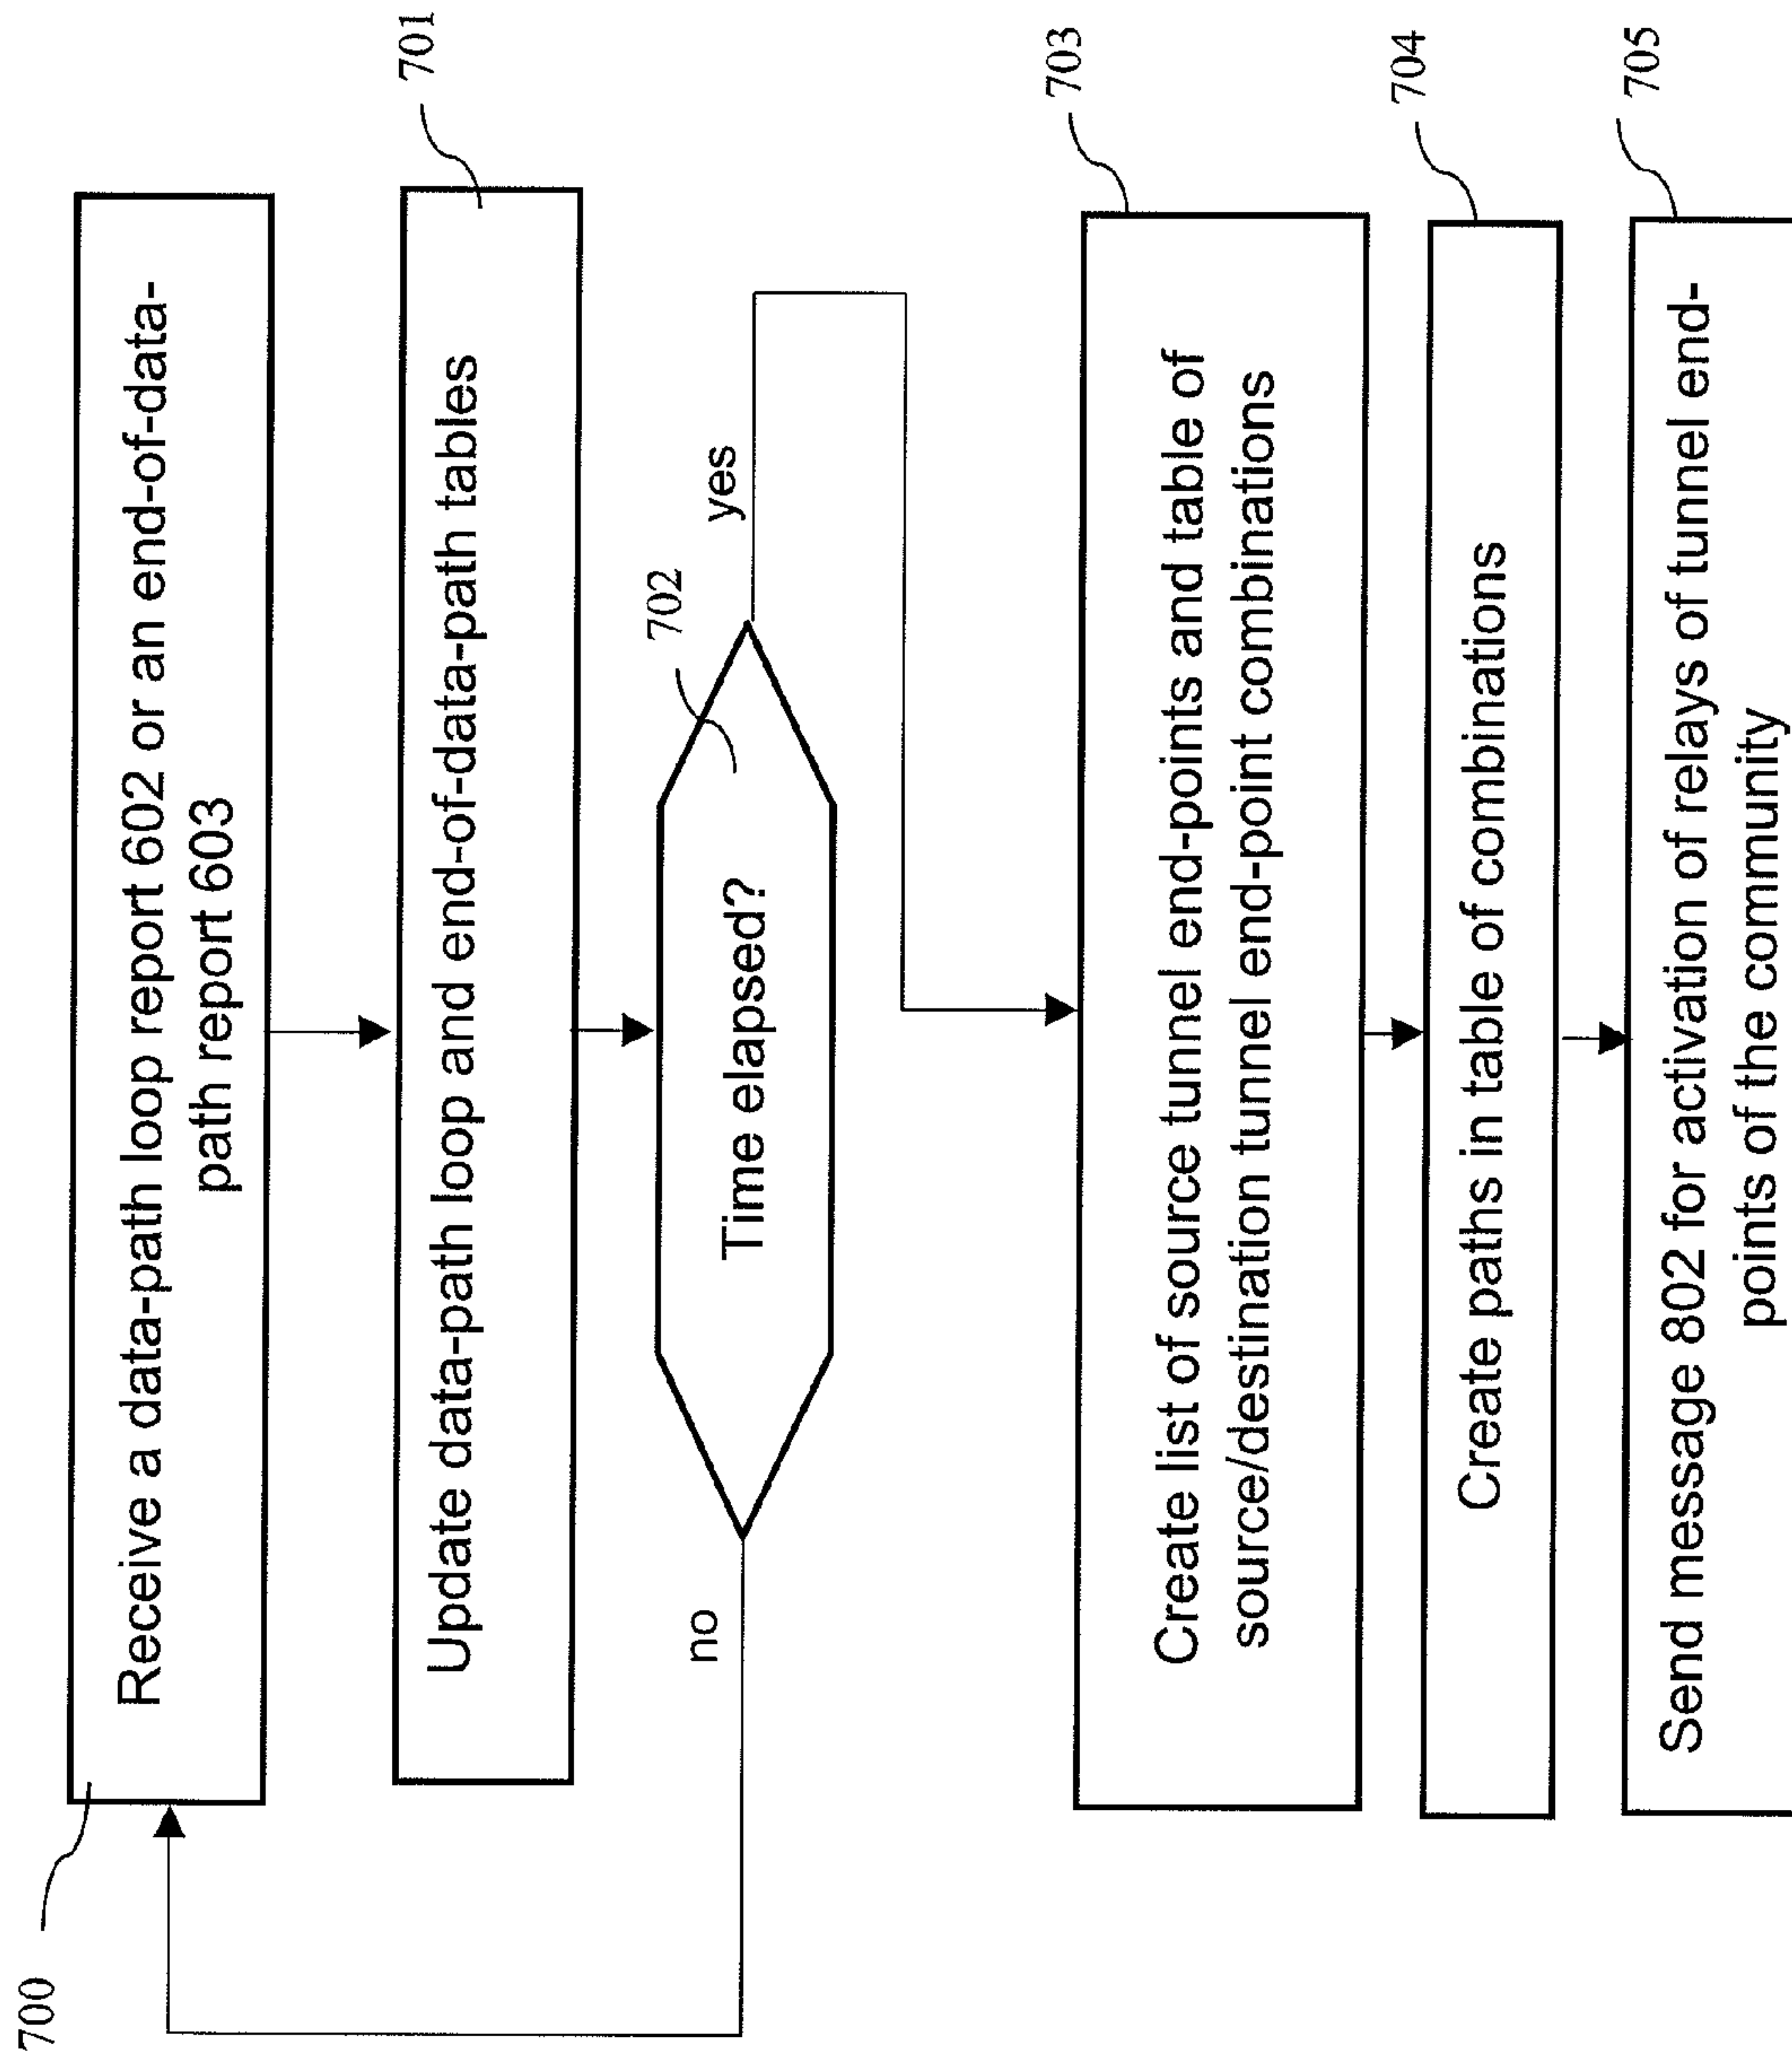 700
Receive a data-path loop report 602 or an end-of-data-
path report 603
701
Update data-path loop and end-of-data-path tables
702
Time elapsed?
yes
no
703
Create list of source tunnel end-points and table of
source/destination tunnel end-point combinations
704
Create paths in table of combinations
705
Send message 802 for activation of relays of tunnel end-
points of the community